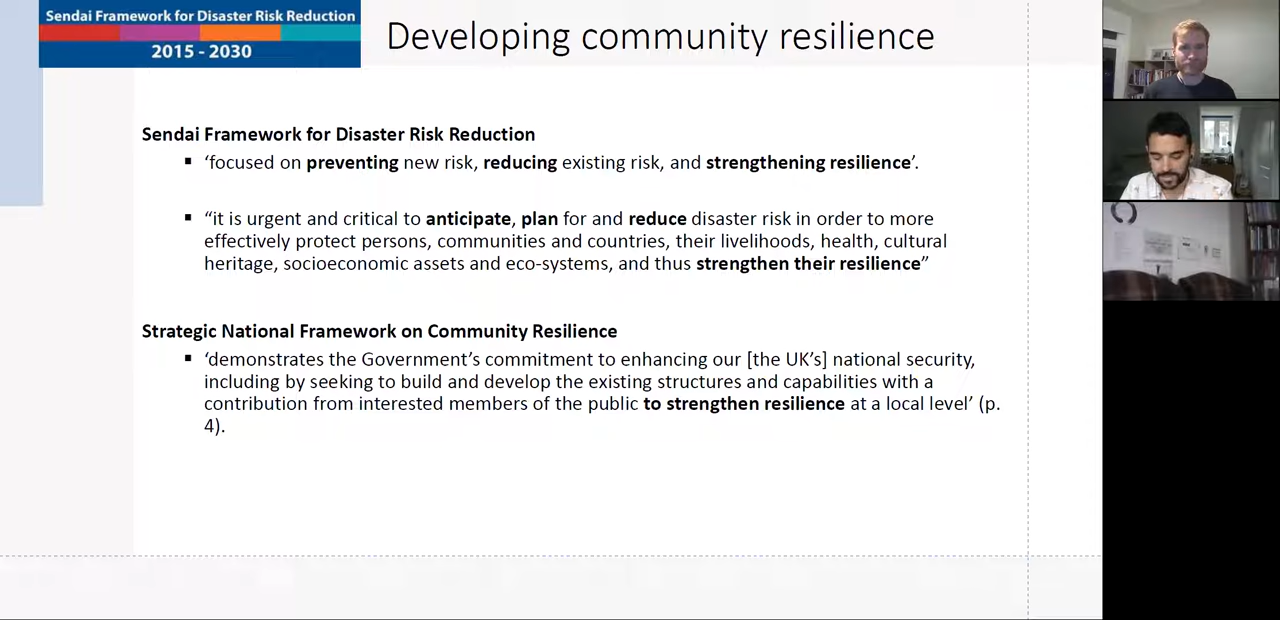 Sendai Framework for Disaster Risk Reduction
2015 - 2030
Developing community resilience
Sendai Framework for Disaster Risk Reduction
▪ ‘focused on preventing new risk, reducing existing risk, and strengthening resilience’.
▪ “it is urgent and critical to anticipate, plan for and reduce disaster risk in order to more
effectively protect persons, communities and countries, their livelihoods, health, cultural
heritage, socioeconomic assets and eco-systems, and thus strengthen their resilience”
Strategic National Framework on Community Resilience
▪ ‘demonstrates the Government’s commitment to enhancing our [the UK’s] national security,
including by seeking to build and develop the existing structures and capabilities with a
contribution from interested members of the public to strengthen resilience at a local level’ (p.
4).